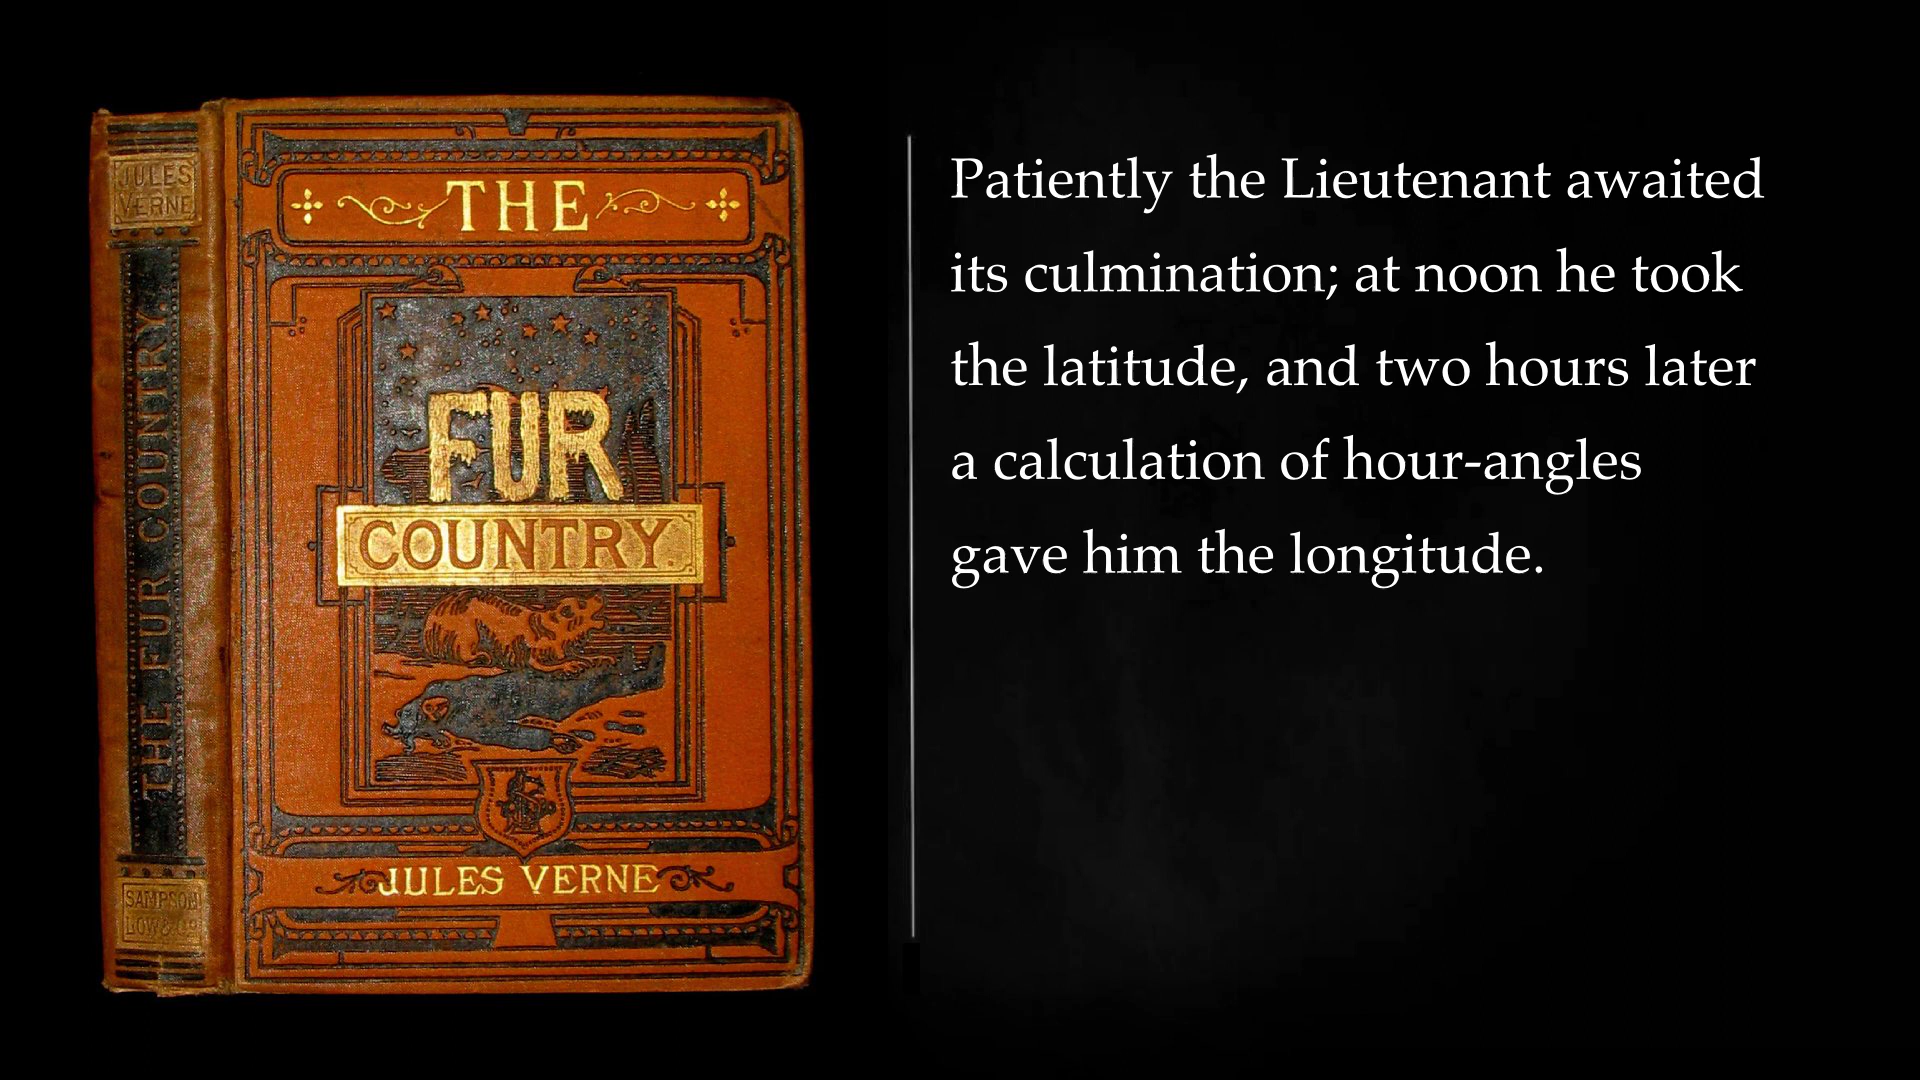 JULES
VERNE
THE FUR COUNTRY.
SAMPSON
LOW & Co
THE
FUR
COUNTRY.
JULES VERNE
Patiently the Lieutenant awaited
its culmination; at noon he took
the latitude, and two hours later
a calculation of hour-angles
gave him the longitude.